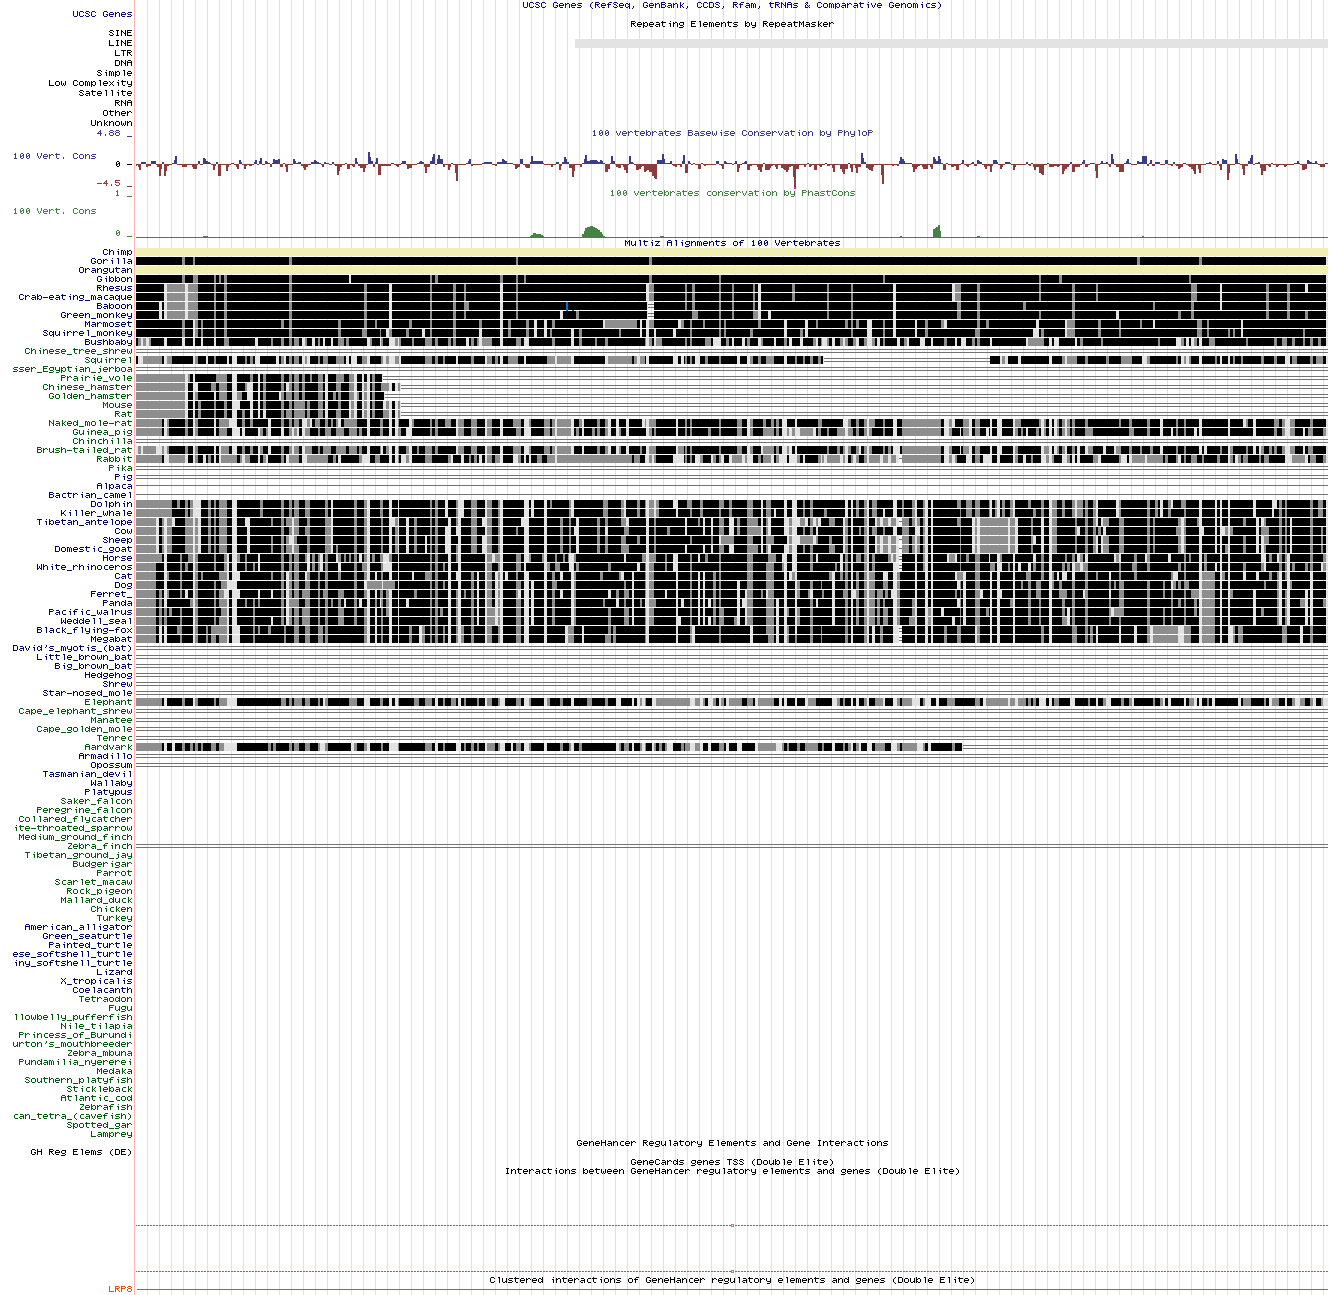 UCSC Genes (RefSeq, GenBank, CCDS, Rfam, tRNAs & Comparative Genomics)
UCSC Genes
Repeating Elements by RepeatMasker
SINE
LINE
LTR
DNA
Simple
Low Complexity
Satellite
RNA
Other
Unknown
4.88 _
100 vertebrates Basewise Conservation by PhyloP
100 Vert. Cons
0 _
-4.5 _
1 _
100 vertebrates conservation by PhastCons
100 Vert. Cons
0 _
Multiz Alignments of 100 Vertebrates
Chimp
Gorilla
Orangutan
Gibbon
Rhesus
Crab-eating_macaque
Baboon
Green_monkey
Marmoset
Squirrel_monkey
Bushbaby
Chinese_tree_shrew
Squirrel
sser_Egyptian_jerboa
Prairie_vole
Chinese_hamster
Golden_hamster
Mouse
Rat
Naked_mole-rat
Guinea_pig
Chinchilla
Brush-tailed_rat
Rabbit
Pika
Pig
Alpaca
Bactrian_camel
Dolphin
Killer_whale
Tibetan_antelope
Cow
Sheep
Domestic_goat
Horse
White_rhinoceros
Cat
Dog
Ferret_
Panda
Pacific_walrus
Weddell_seal
Black_flying-fox
Megabat
David's_myotis_(bat)
Little_brown_bat
Big_brown_bat
Hedgehog
Shrew
Star-nosed_mole
Elephant
Cape_elephant_shrew
Manatee
Cape_golden_mole
Tenrec
Aardvark
Armadillo
Opossum
Tasmanian_devil
Wallaby
Platypus
Saker_falcon
Peregrine_falcon
Collared_flycatcher
ite-throated_sparrow
Medium_ground_finch
Zebra_finch
Tibetan_ground_jay
Budgerigar
Parrot
Scarlet_macaw
Rock_pigeon
Mallard_duck
Chicken
Turkey
American_alligator
Green_seaturtle
Painted_turtle
ese_softshell_turtle
iny_softshell_turtle
Lizard
X_tropicalis
Coelacanth
Tetraodon
Fugu
llowbelly_pufferfish
Nile_tilapia
Princess_of_Burundi
urton's_mouthbreeder
Zebra_mbuna
Pundamilia_nyererei
Medaka
Southern_platyfish
Stickleback
Atlantic_cod
Zebrafish
can_tetra_(cavefish)
Spotted_gar
Lamprey
GeneHancer Regulatory Elements and Gene Interactions
GH Reg Elems (DE)
GeneCards genes TSS (Double Elite)
Interactions between GeneHancer regulatory elements and genes (Double Elite)
Clustered interactions of GeneHancer regulatory elements and genes (Double Elite)
LRP8